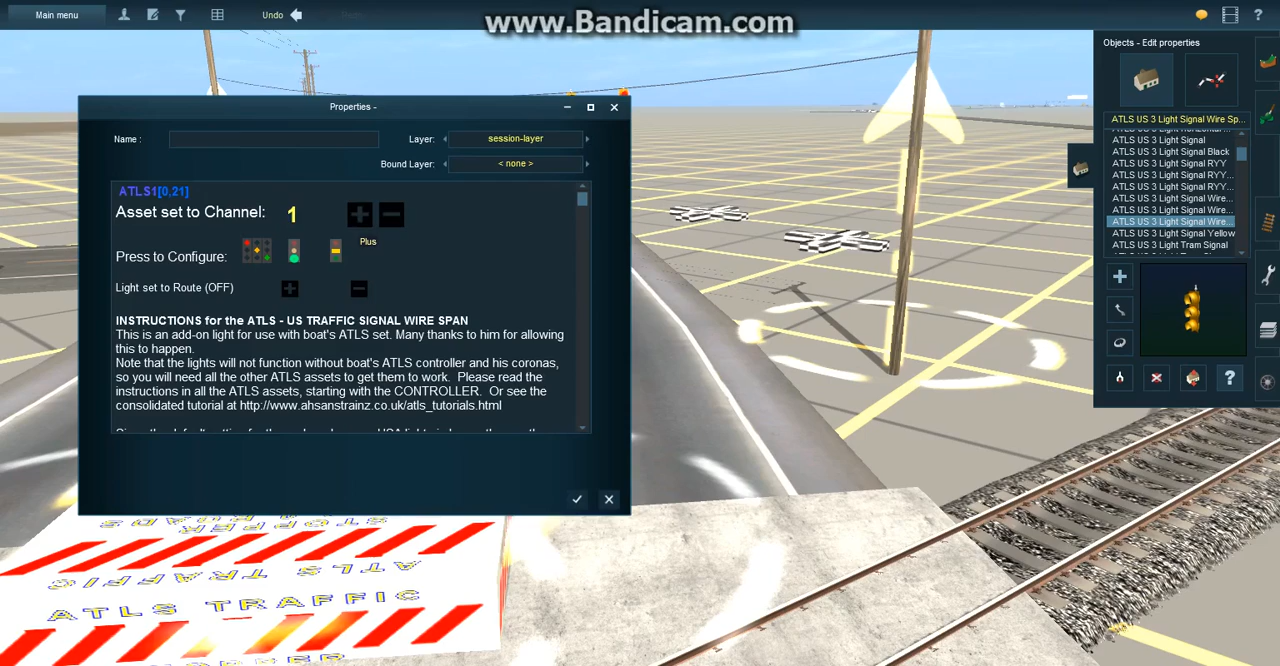 Main menu
Undo
www.Bandicam.com
Properties -
Name :
Layer:
session-layer
Bound Layer:
< none >
ATLS1[0,21]
Asset set to Channel: 1
Plus
Press to Configure:
Light set to Route (OFF)
INSTRUCTIONS for the ATLS - US TRAFFIC SIGNAL WIRE SPAN
This is an add-on light for use with boat's ATLS set. Many thanks to him for allowing
this to happen.
Note that the lights will not function without boat's ATLS controller and his coronas,
so you will need all the other ATLS assets to get them to work. Please read the
instructions in all the ATLS assets, starting with the CONTROLLER. Or see the
consolidated tutorial at http://www.ahsanstrainz.co.uk/atls_tutorials.html
Objects - Edit properties
ATLS US 3 Light Signal Wire Sp...
ATLS US 3 Light Signal
ATLS US 3 Light Signal Black
ATLS US 3 Light Signal RYY
ATLS US 3 Light Signal RYY...
ATLS US 3 Light Signal RYY...
ATLS US 3 Light Signal Wire...
ATLS US 3 Light Signal Wire...
ATLS US 3 Light Signal Wire...
ATLS US 3 Light Signal Yellow
ATLS US 3 Light Tram Signal
ATLS TRAFFIC
STOPPER
ATLS TRAFFIC